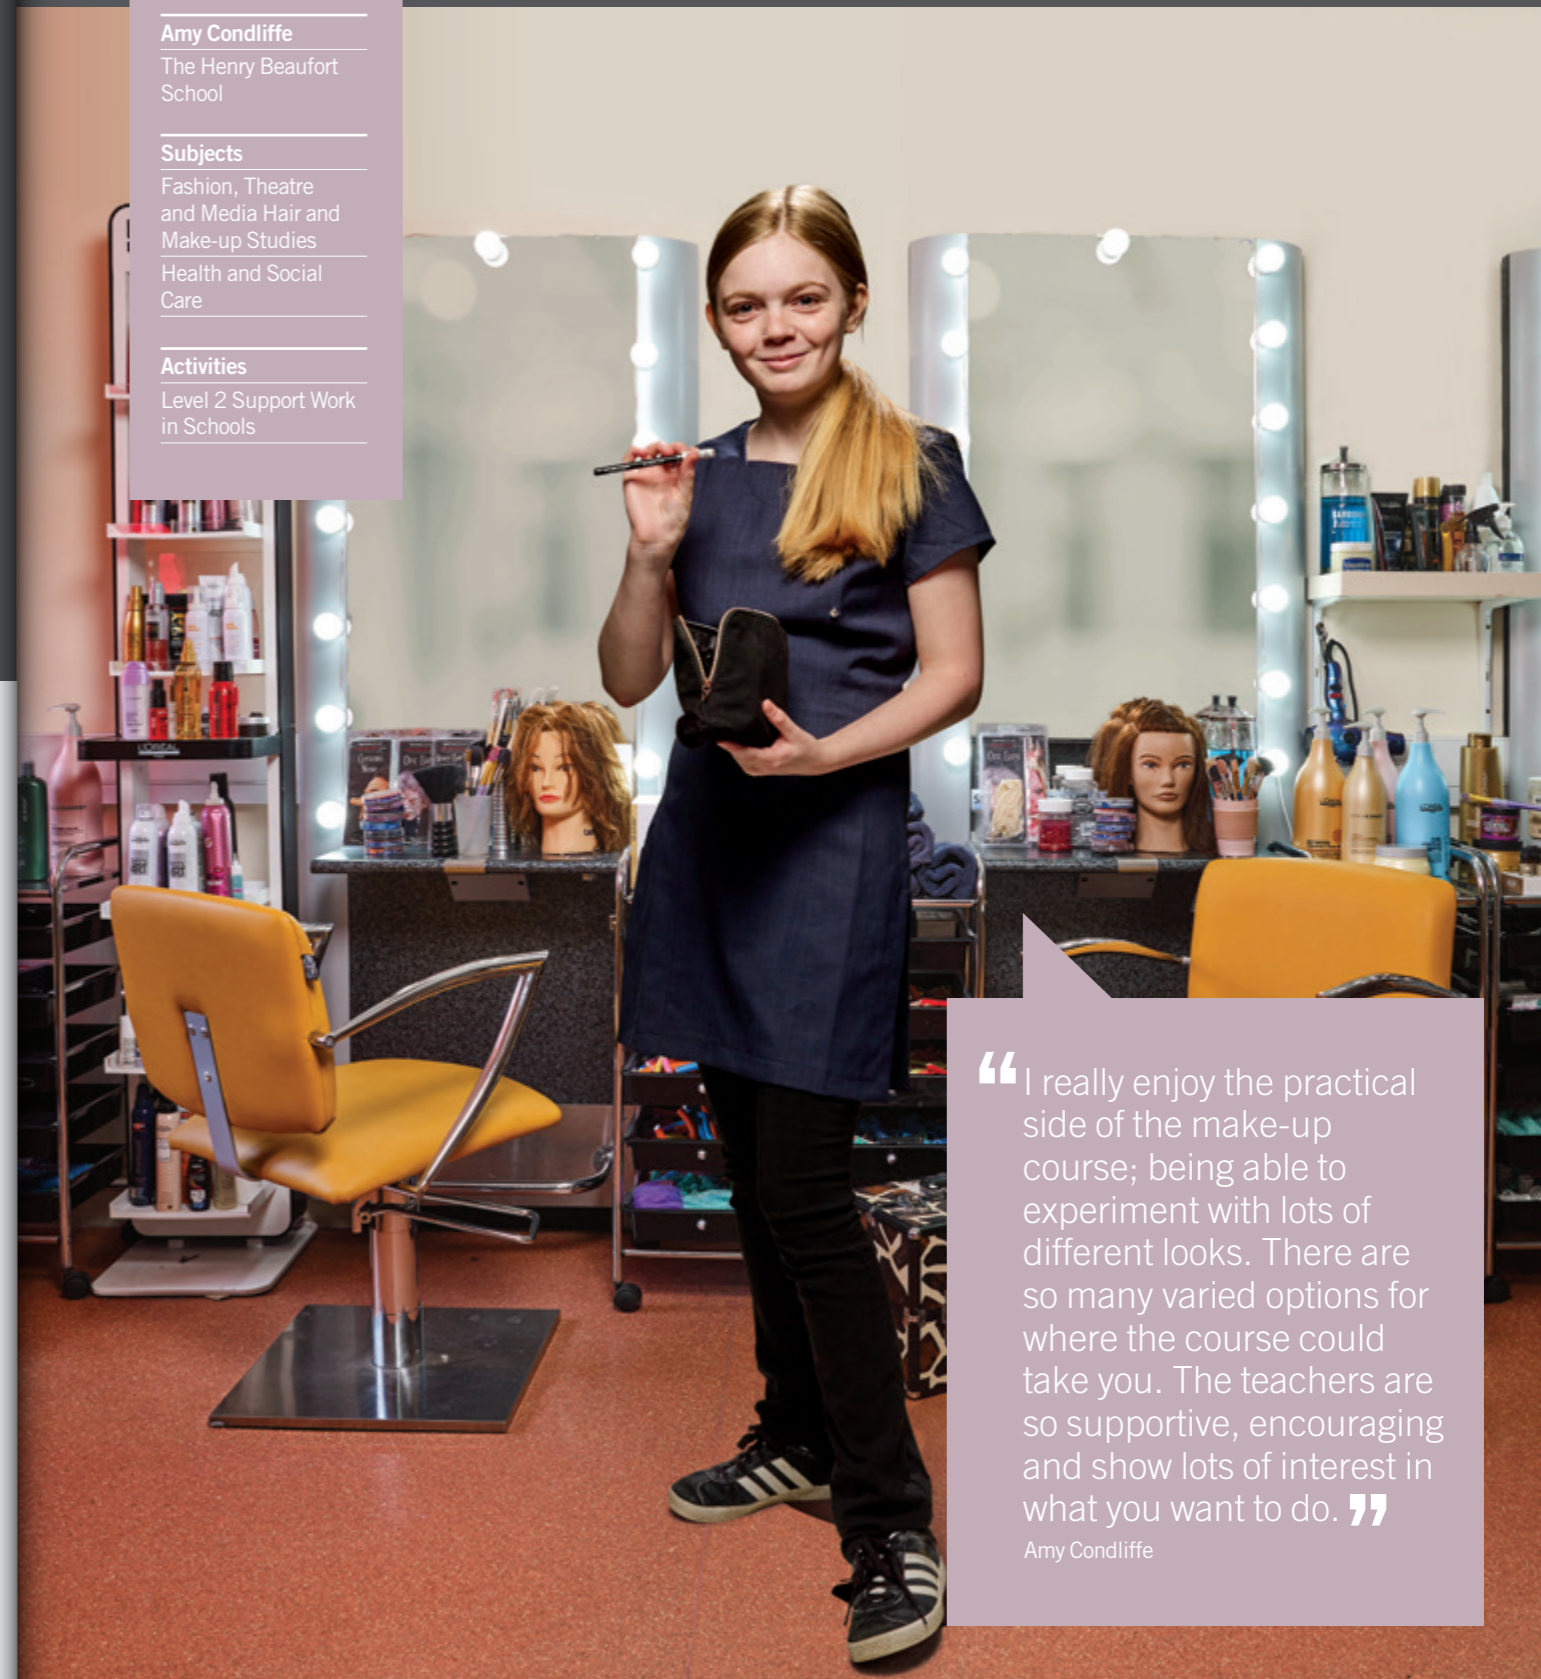 Amy Condliffe
The Henry Beaufort
School
Subjects
Fashion, Theatre
and Media Hair and
Make-up Studies
Health and Social
Care
Activities
Level 2 Support Work
in Schools
L'ORÉAL
“I really enjoy the practical
side of the make-up
course; being able to
experiment with lots of
different looks. There are
so many varied options for
where the course could
take you. The teachers are
so supportive, encouraging
and show lots of interest in
what you want to do.”
Amy Condliffe